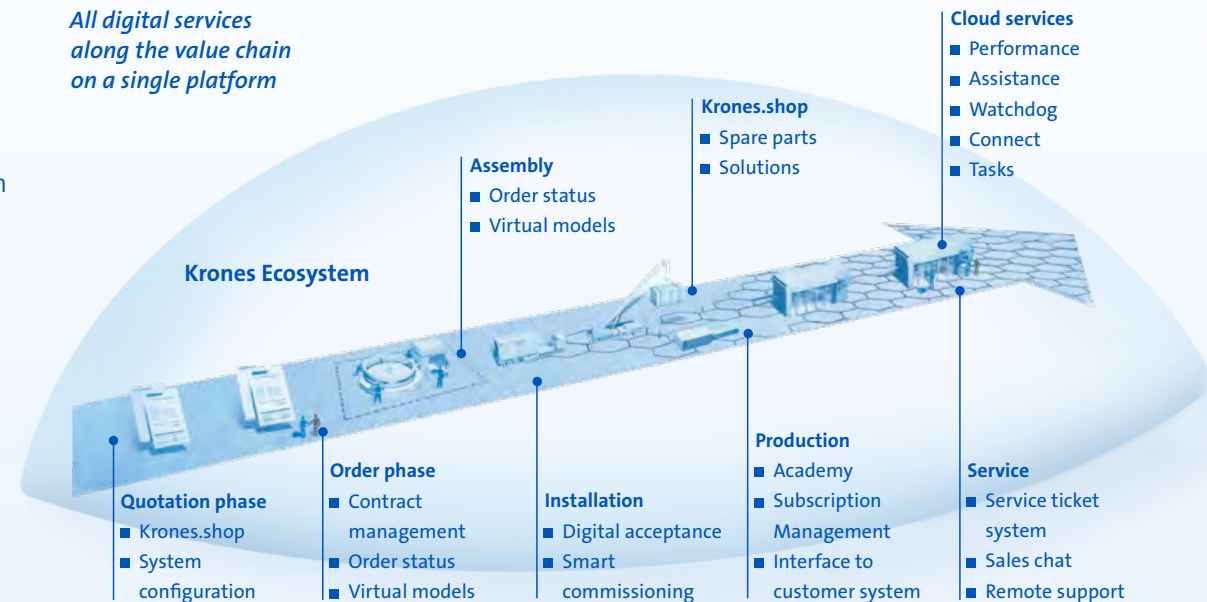 All digital services
along the value chain
on a single platform
Cloud services
Performance
Assistance
Watchdog
Connect
Tasks
Krones.shop
Spare parts
Solutions
Assembly
Order status
Virtual models
Krones Ecosystem
Quotation phase
Krones.shop
System
configuration
Order phase
Contract
management
Order status
Virtual models
Installation
Digital acceptance
Smart
commissioning
Production
Academy
Subscription
Management
Interface to
customer system
Service
Service ticket
system
Sales chat
Remote support